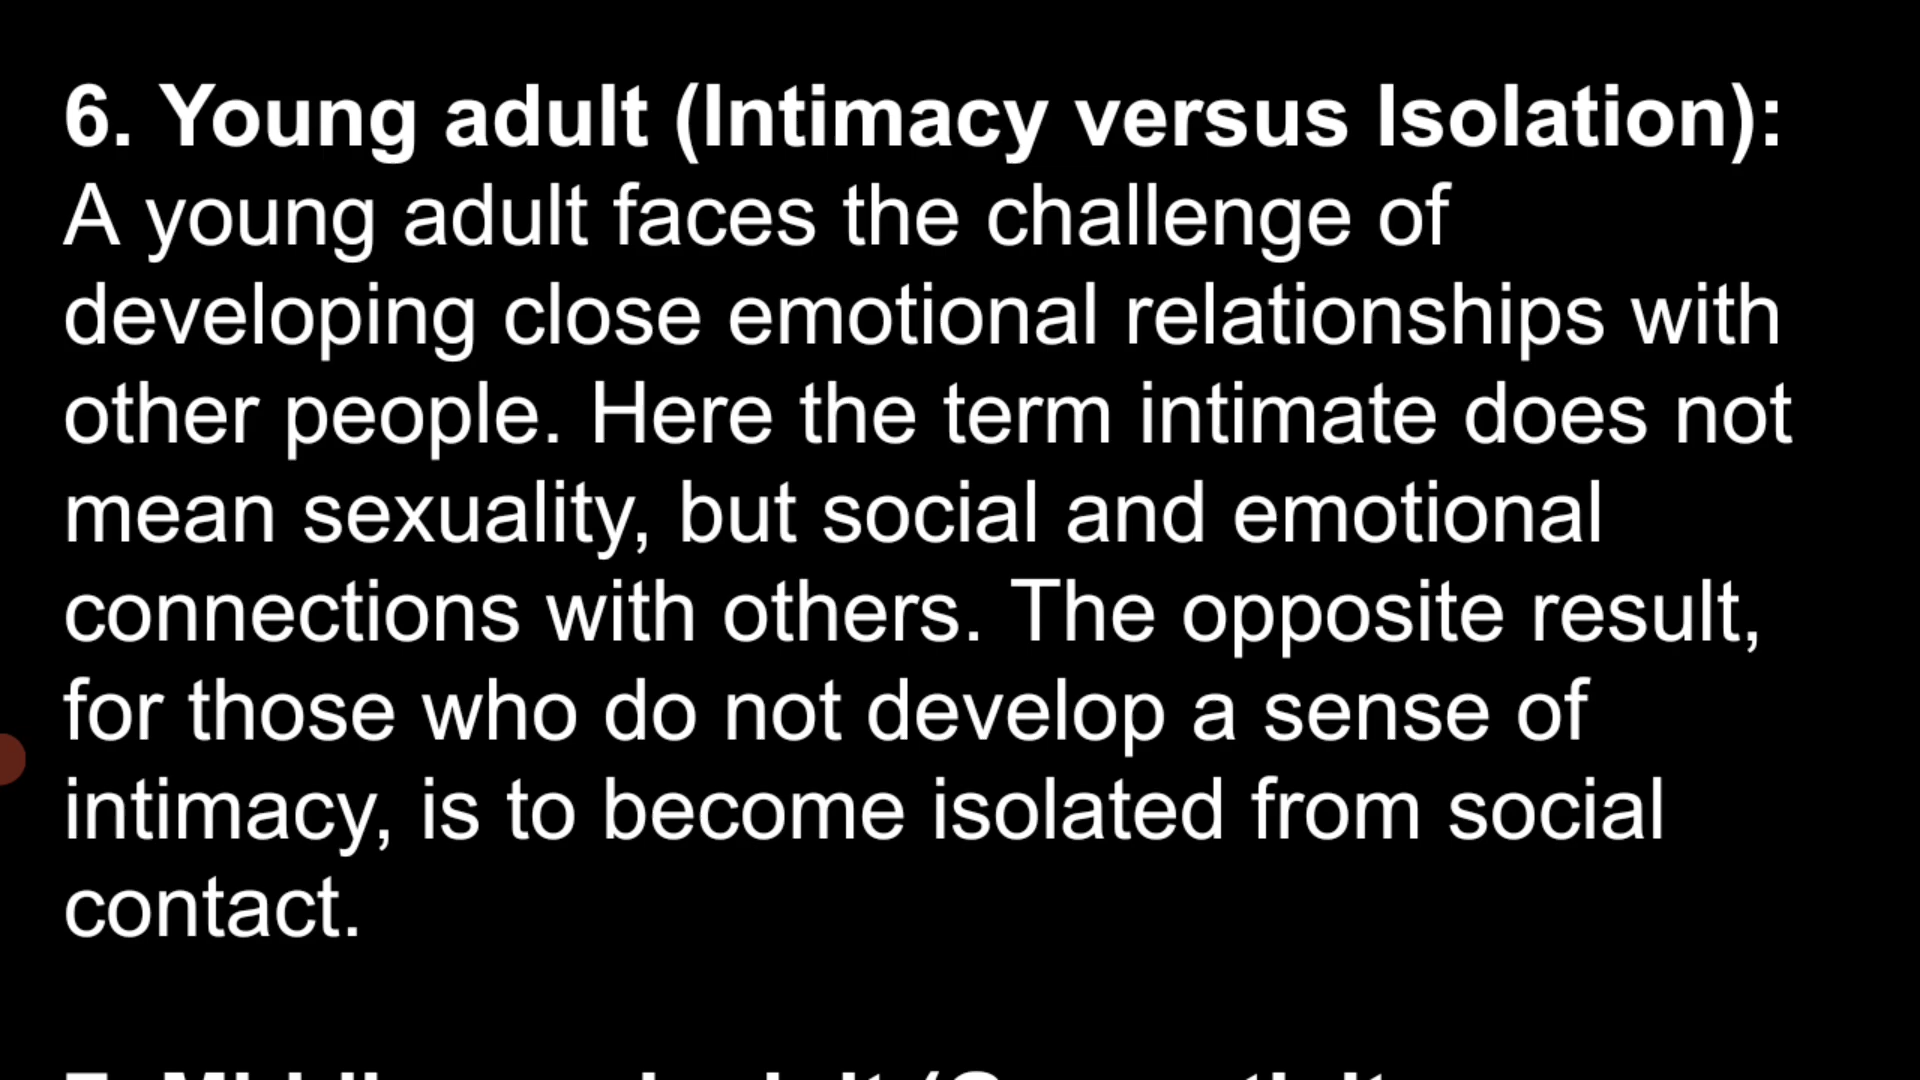 6. Young adult (Intimacy versus Isolation):
A young adult faces the challenge of
developing close emotional relationships with
other people. Here the term intimate does not
mean sexuality, but social and emotional
connections with others. The opposite result,
for those who do not develop a sense of
intimacy, is to become isolated from social
contact.